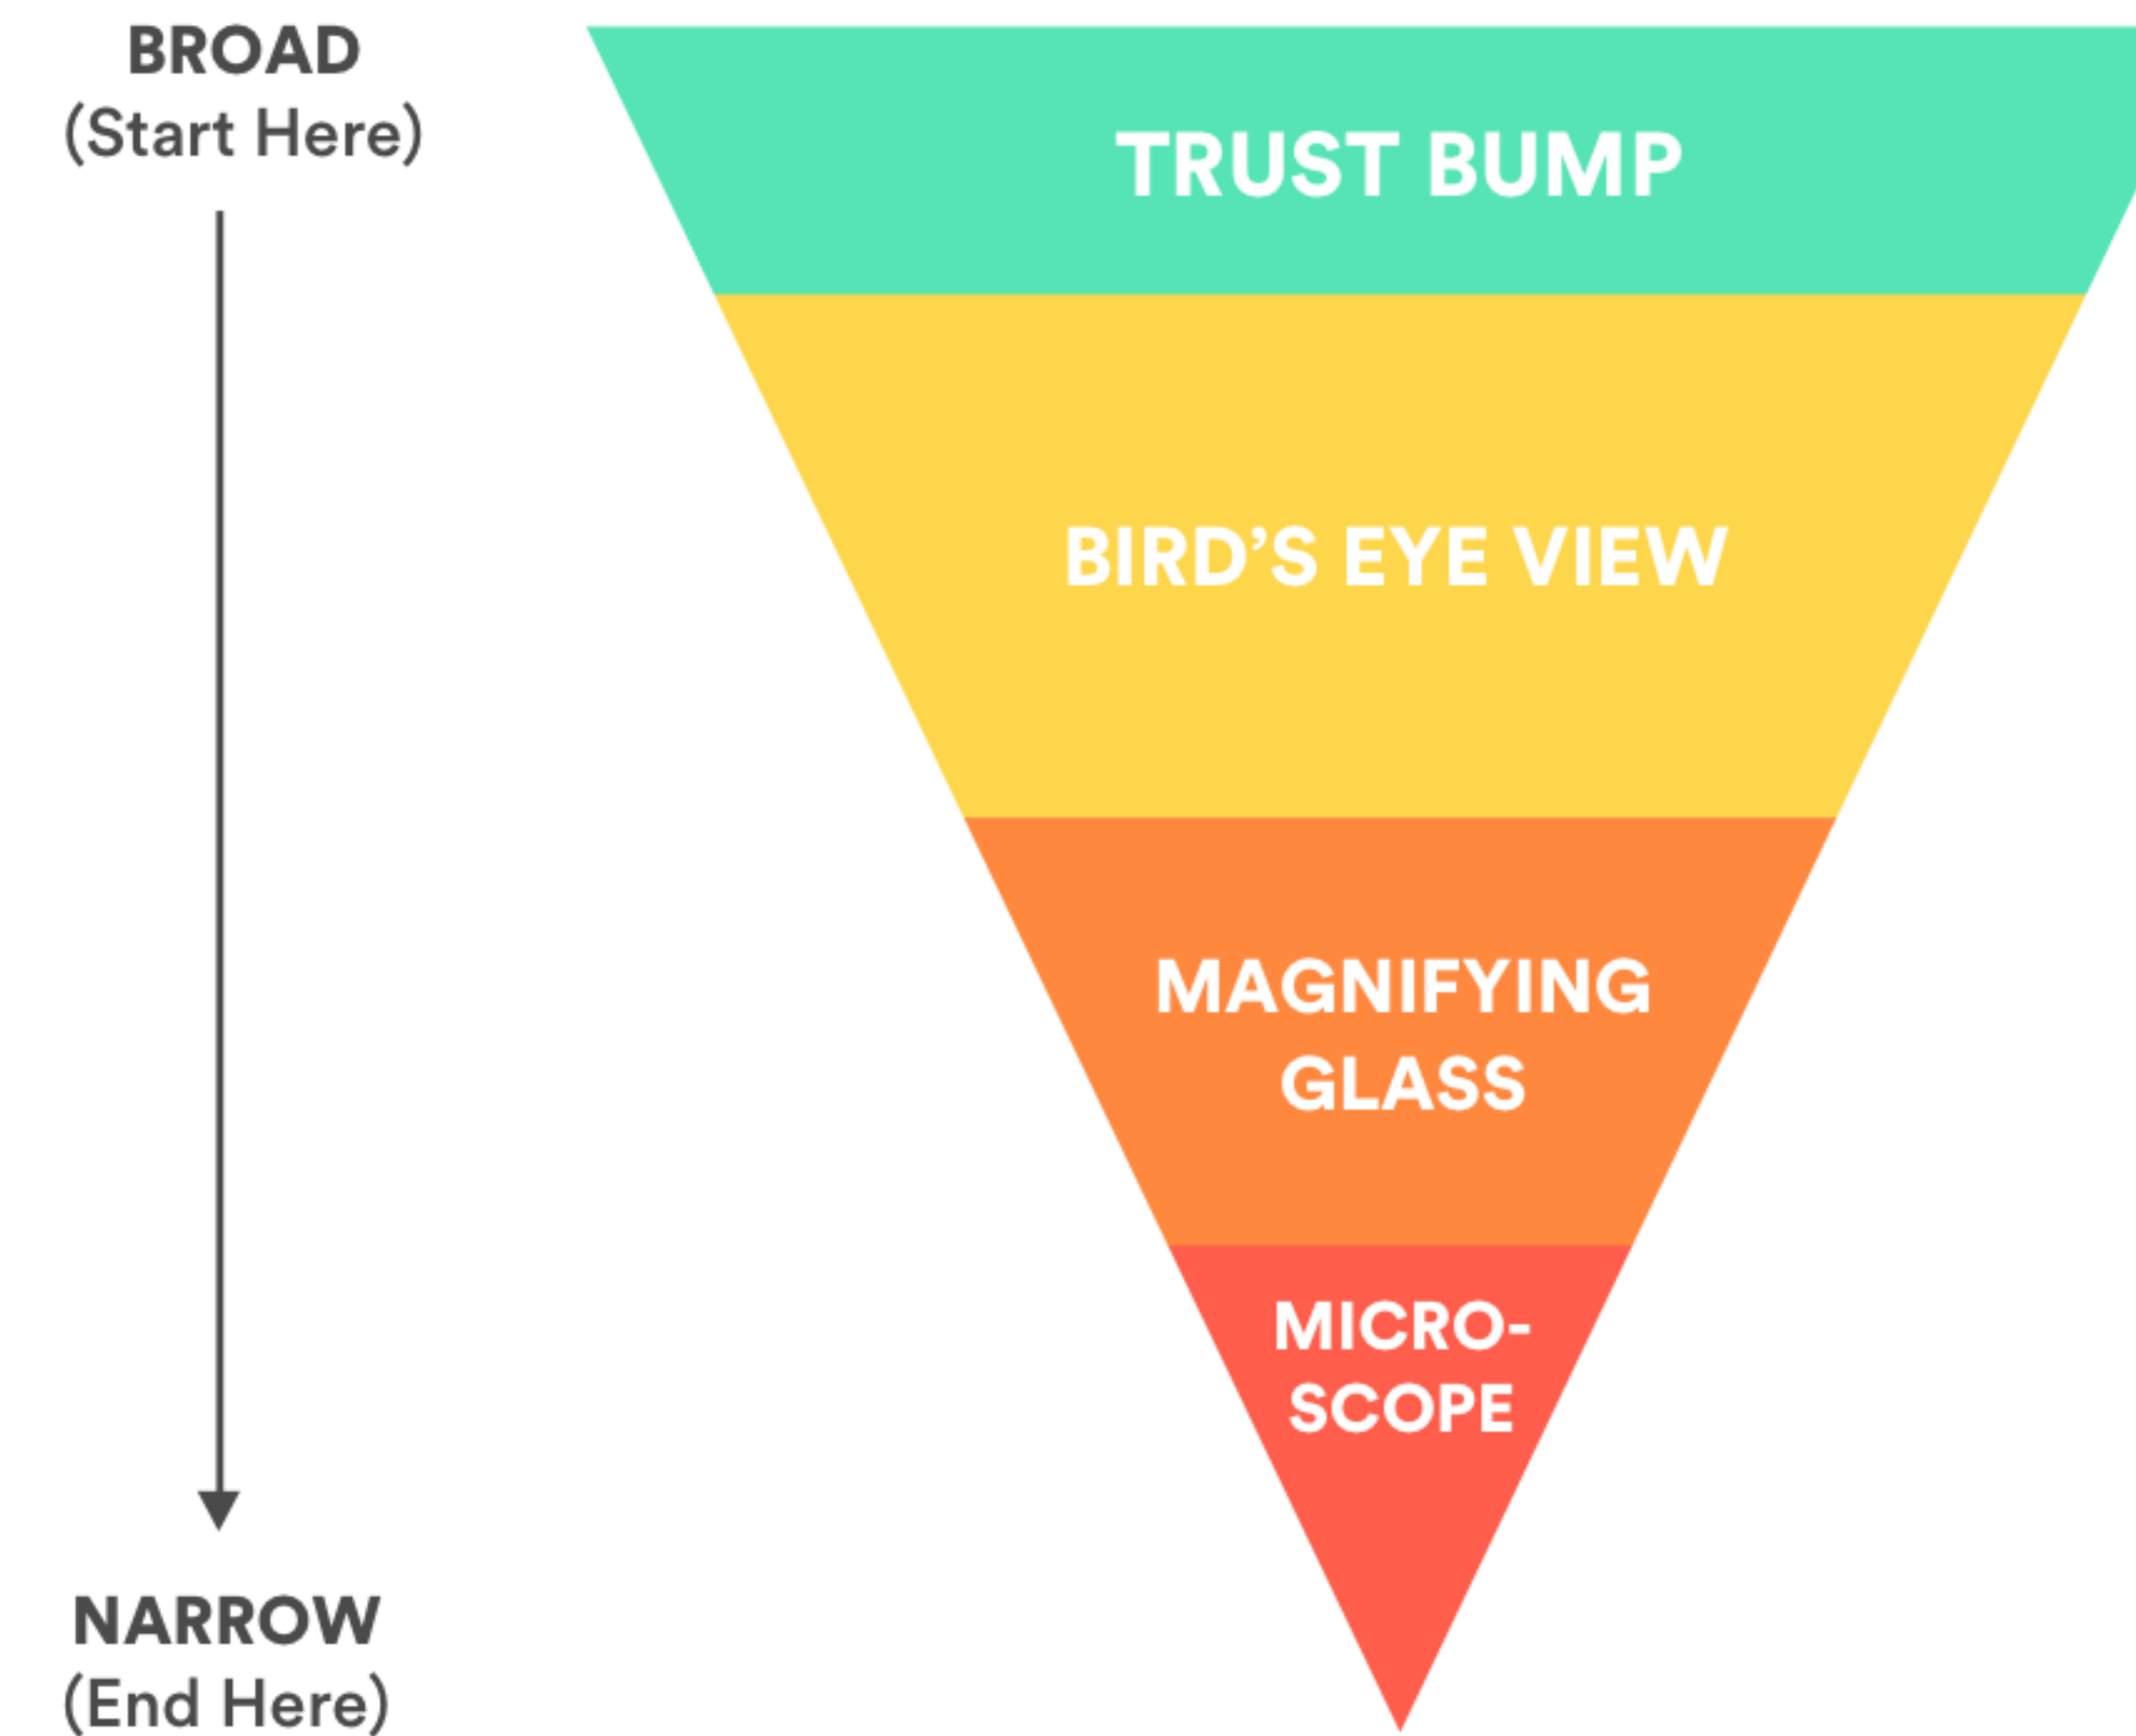 BROAD
(Start Here)
TRUST BUMP
BIRD’S EYE VIEW
MAGNIFYING
GLASS
MICRO-
SCOPE
NARROW
(End Here)